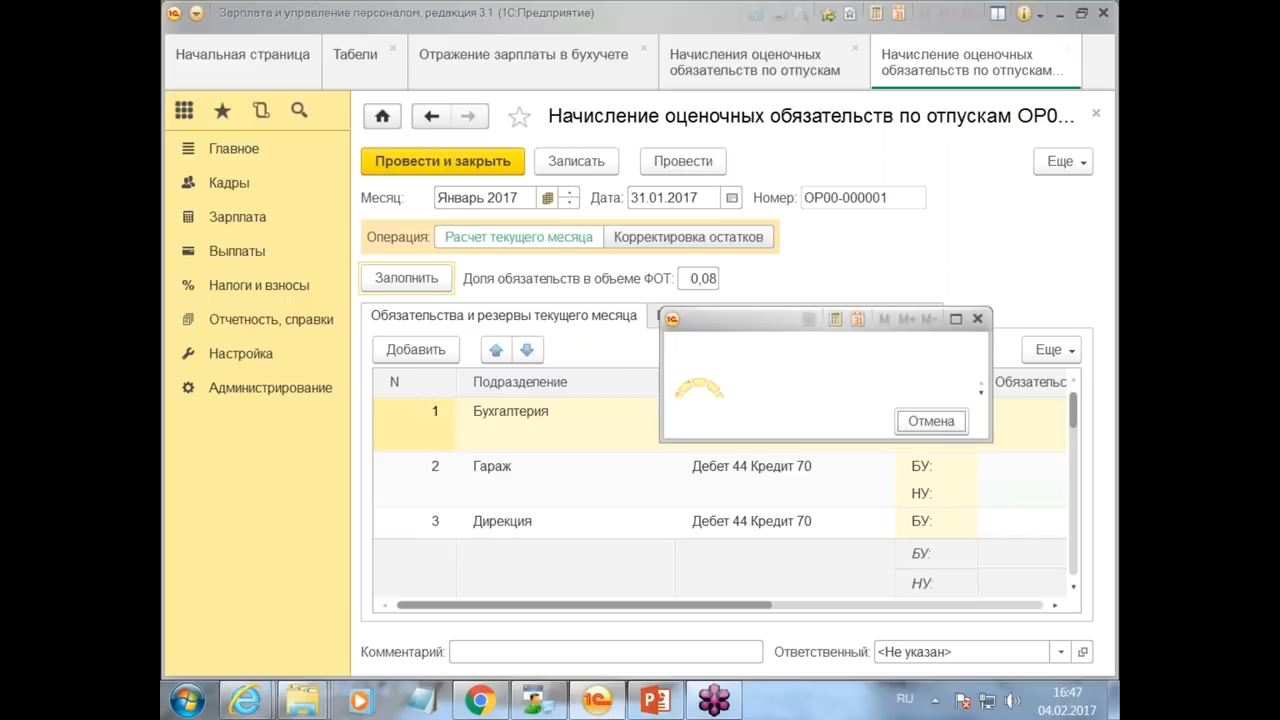 Зарплата и управление персоналом, редакция 3.1 (1С:Предприятие)
Начальная страница
Табели
Отражение зарплаты в бухучете
Начисления оценочных
обязательств по отпускам
Начисление оценочных
обязательств по отпускам...
Начисление оценочных обязательств по отпускам ОР0...
Главное
Кадры
Зарплата
Выплаты
Налоги и взносы
Отчетность, справки
Настройка
Администрирование
Провести и закрыть
Записать
Провести
Еще
Месяц: Январь 2017 Дата: 31.01.2017 Номер: ОР00-000001
Операция: Расчет текущего месяца Корректировка остатков
Заполнить Доля обязательств в объеме ФОТ: 0,08
Обязательства и резервы текущего месяца
31 M M+ M-
Добавить
Еще
N Подразделение Обязательс
1 Бухгалтерия
Отмена
2 Гараж Дебет 44 Кредит 70 БУ:
НУ:
3 Дирекция Дебет 44 Кредит 70 БУ:
БУ:
НУ:
Комментарий: Ответственный: <Не указан>
RU
16:47
04.02.2017